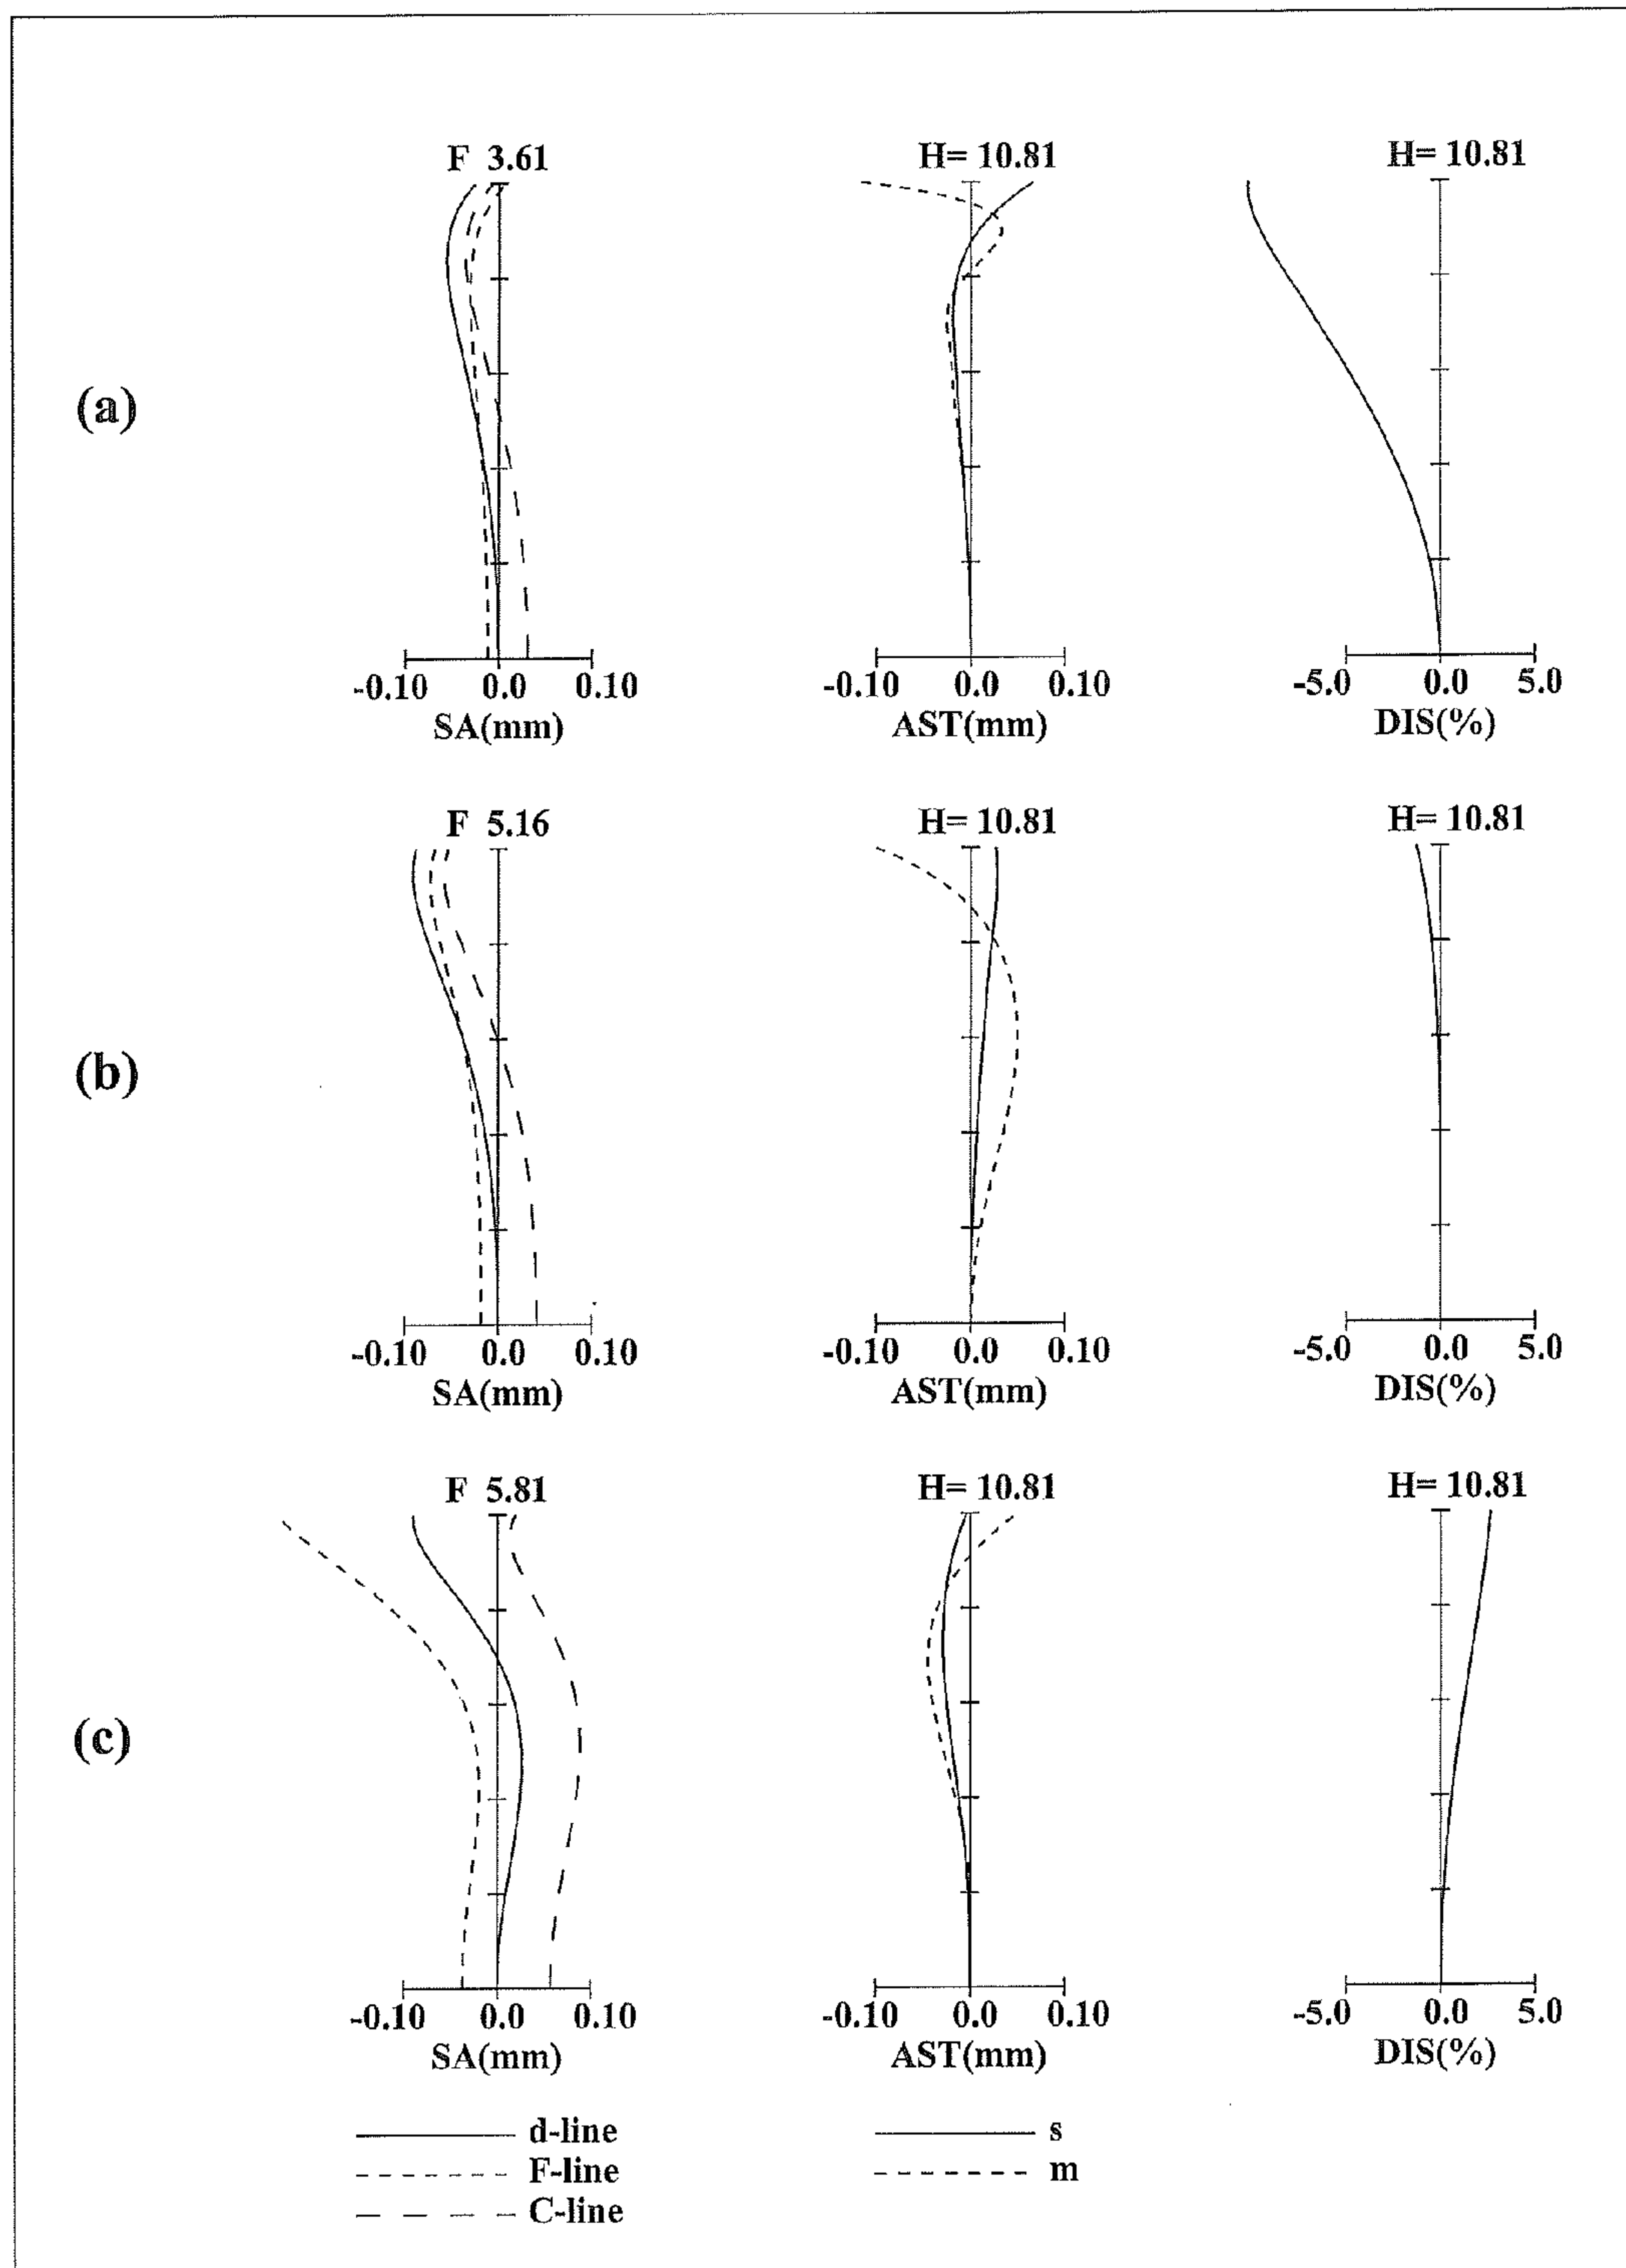 F 3.61 H= 10.81 H= 10.81
(a)
-0.10 0.0 0.10 -0.10 0.0 0.10 -5.0 0.0 5.0
SA(mm) AST(mm) DIS(%)
F 5.16 H= 10.81 H= 10.81
(b)
-0.10 0.0 0.10 -0.10 0.0 0.10 -5.0 0.0 5.0
SA(mm) AST(mm) DIS(%)
F 5.81 H= 10.81 H= 10.81
(c)
-0.10 0.0 0.10 -0.10 0.0 0.10 -5.0 0.0 5.0
SA(mm) AST(mm) DIS(%)
d-line s
F-line m
C-line